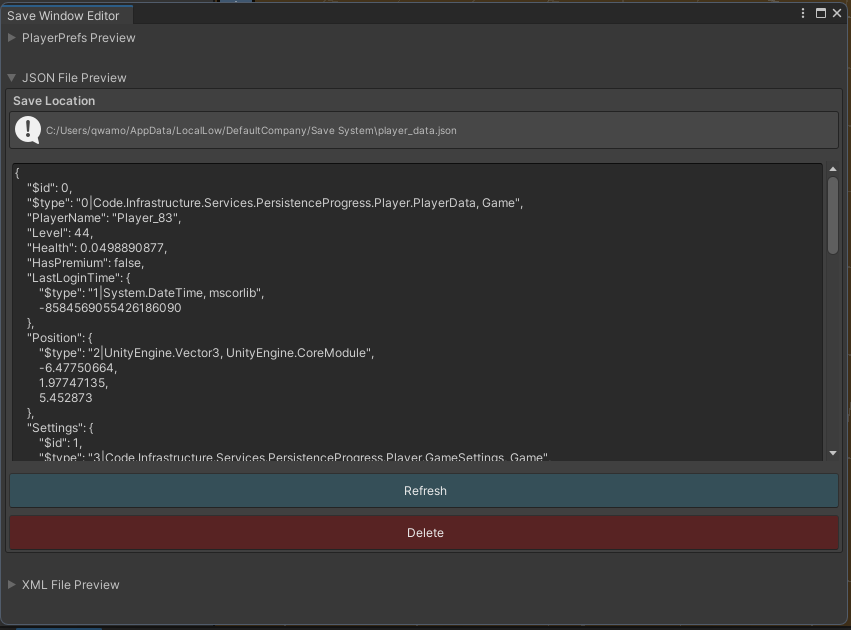 Save Window Editor
PlayerPrefs Preview
JSON File Preview
Save Location
C:/Users/qwamo/AppData/LocalLow/DefaultCompany/Save System\player_data.json
{
"$id": 0,
"$type": "0|Code.Infrastructure.Services.PersistenceProgress.Player.PlayerData, Game",
"PlayerName": "Player_83",
"Level": 44,
"Health": 0.0498890877,
"HasPremium": false,
"LastLoginTime": {
"$type": "1|System.DateTime, mscorlib",
-8584569055426186090
},
"Position": {
"$type": "2|UnityEngine.Vector3, UnityEngine.CoreModule",
-6.47750664,
1.97747135,
5.452873
},
"Settings": {
"$id": 1,
"$type": "3|Code.Infrastructure.Services.PersistenceProgress.Player.GameSettings, Game"
Refresh
Delete
XML File Preview